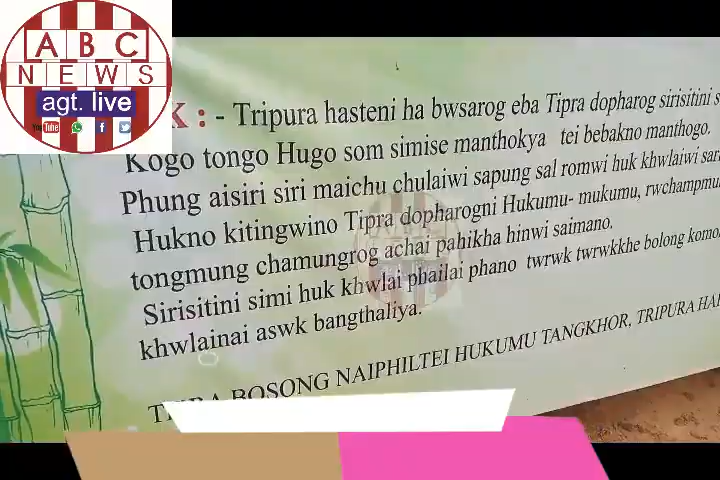 ABC
NEWS
agt. live
YouTube
K : - Tripura hasteni ha bwsarog eba Tipra dopharog sirisitini
Kogo tongo Hugo som simise manthokya tei bebakno manthogo.
Phung aisiri siri maichu chulaiwi sapung sal romwi huk khwlaiwi
Hukno kitingwino Tipra dopharogni Hukumu- mukumu,
tongmung chamungrog achai pahikha hinwi saimano.
Sirisitini simi huk khwlai phailai phano twrwk twrwkkhe bolong
khwlainai aswk bangthaliya.
BOSONG NAIPHILTEI HUKUMU TANGKHOR, TRIPURA